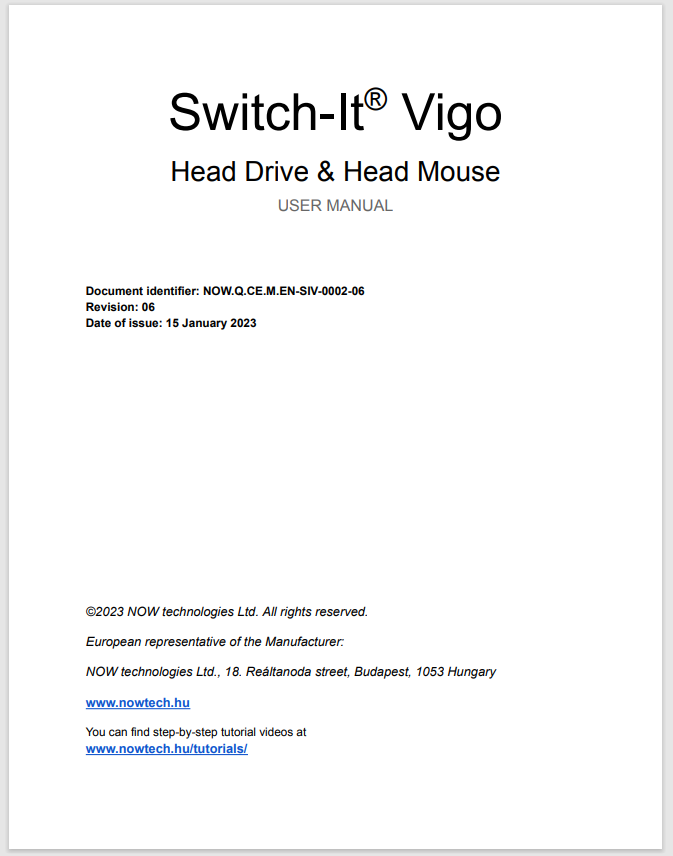 Switch-It® Vigo
Head Drive & Head Mouse
USER MANUAL
Document identifier: NOW.Q.CE.M.EN-SIV-0002-06
Revision: 06
Date of issue: 15 January 2023
©2023 NOW technologies Ltd. All rights reserved.
European representative of the Manufacturer:
NOW technologies Ltd., 18. Reáltanoda street, Budapest, 1053 Hungary
www.nowtech.hu
You can find step-by-step tutorial videos at
www.nowtech.hu/tutorials/